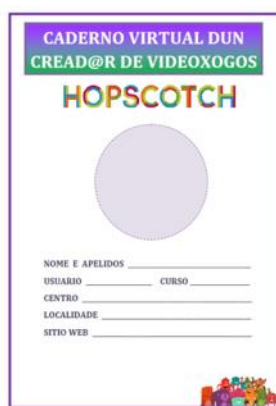 CADERNO VIRTUAL DUN
CREAD@R DE VIDEOXOGOS
HOPSCOTCH
NOME E APELIDOS
USUARIO CURSO
CENTRO
LOCALIDADE
SITIO WEB